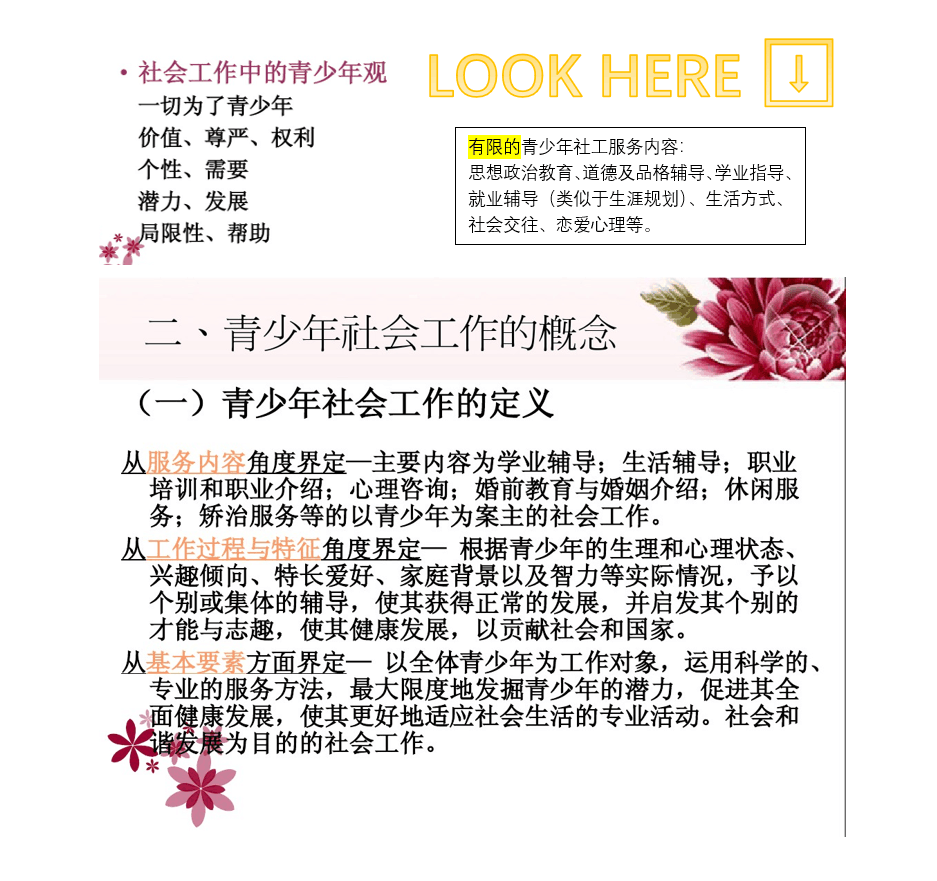 • 社会工作中的青少年观
一切为了青少年
价值、尊严、权利
个性、需要
潜力、发展
局限性、帮助
LOOK HERE ↓
有限的青少年社工服务内容：
思想政治教育、道德及品格辅导、学业指导、
就业辅导（类似于生涯规划）、生活方式、
社会交往、恋爱心理等。
二、青少年社会工作的概念
（一）青少年社会工作的定义
从服务内容角度界定—主要内容为学业辅导；生活辅导；职业
培训和职业介绍；心理咨询；婚前教育与婚姻介绍；休闲服
务；矫治服务等的以青少年为案主的社会工作。
从工作过程与特征角度界定— 根据青少年的生理和心理状态、
兴趣倾向、特长爱好、家庭背景以及智力等实际情况，予以
个别或集体的辅导，使其获得正常的发展，并启发其个别的
才能与志趣，使其健康发展，以贡献社会和国家。
从基本要素方面界定— 以全体青少年为工作对象，运用科学的、
专业的服务方法，最大限度地发掘青少年的潜力，促进其全
面健康发展，使其更好地适应社会生活的专业活动。社会和
谐发展为目的的社会工作。